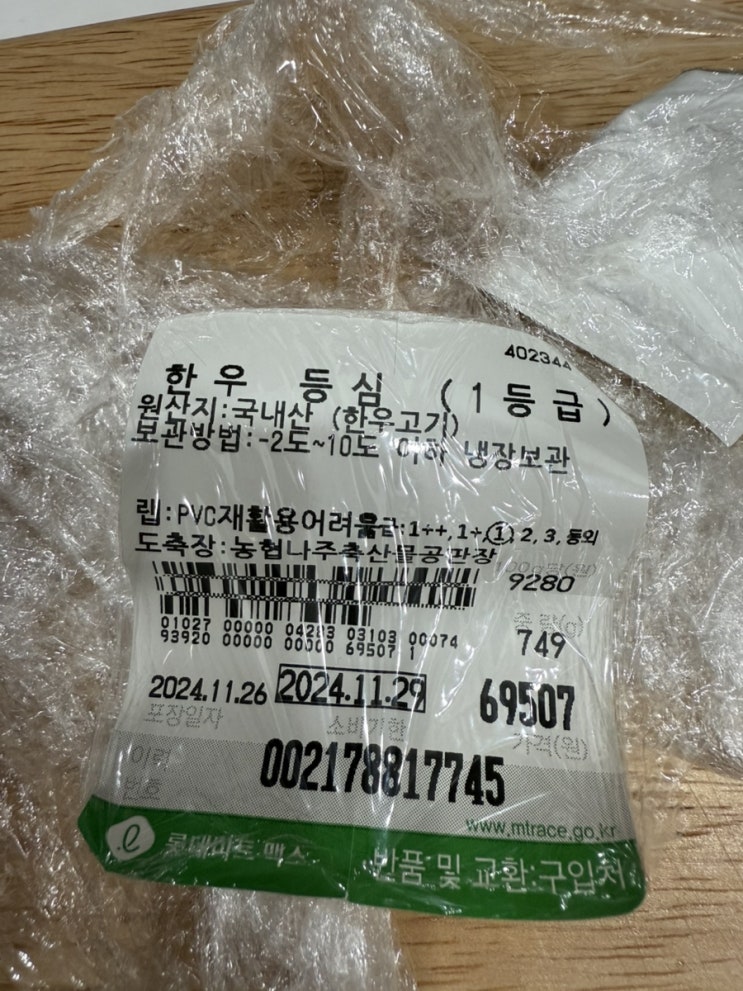 402344
한우 등심 (1등급)
원산지:국내산 (한우고기)
보관방법:-2도~10도 이하 냉장보관
랩:PVC재활용어려움 등급:1++,1+,①,2,3,등외
도축장:농협나주축산물공판장
9280
01027 00000 04283 03103 00074
93920 00000 00000 69507 1
중량(g)
749
2024.11.26 2024.11.29 69507
포장일자 소비기한 가격(원)
이력
번호
002178817745
www.mtrace.go.kr
롯데마트 맥스 반품 및 교환:구입처